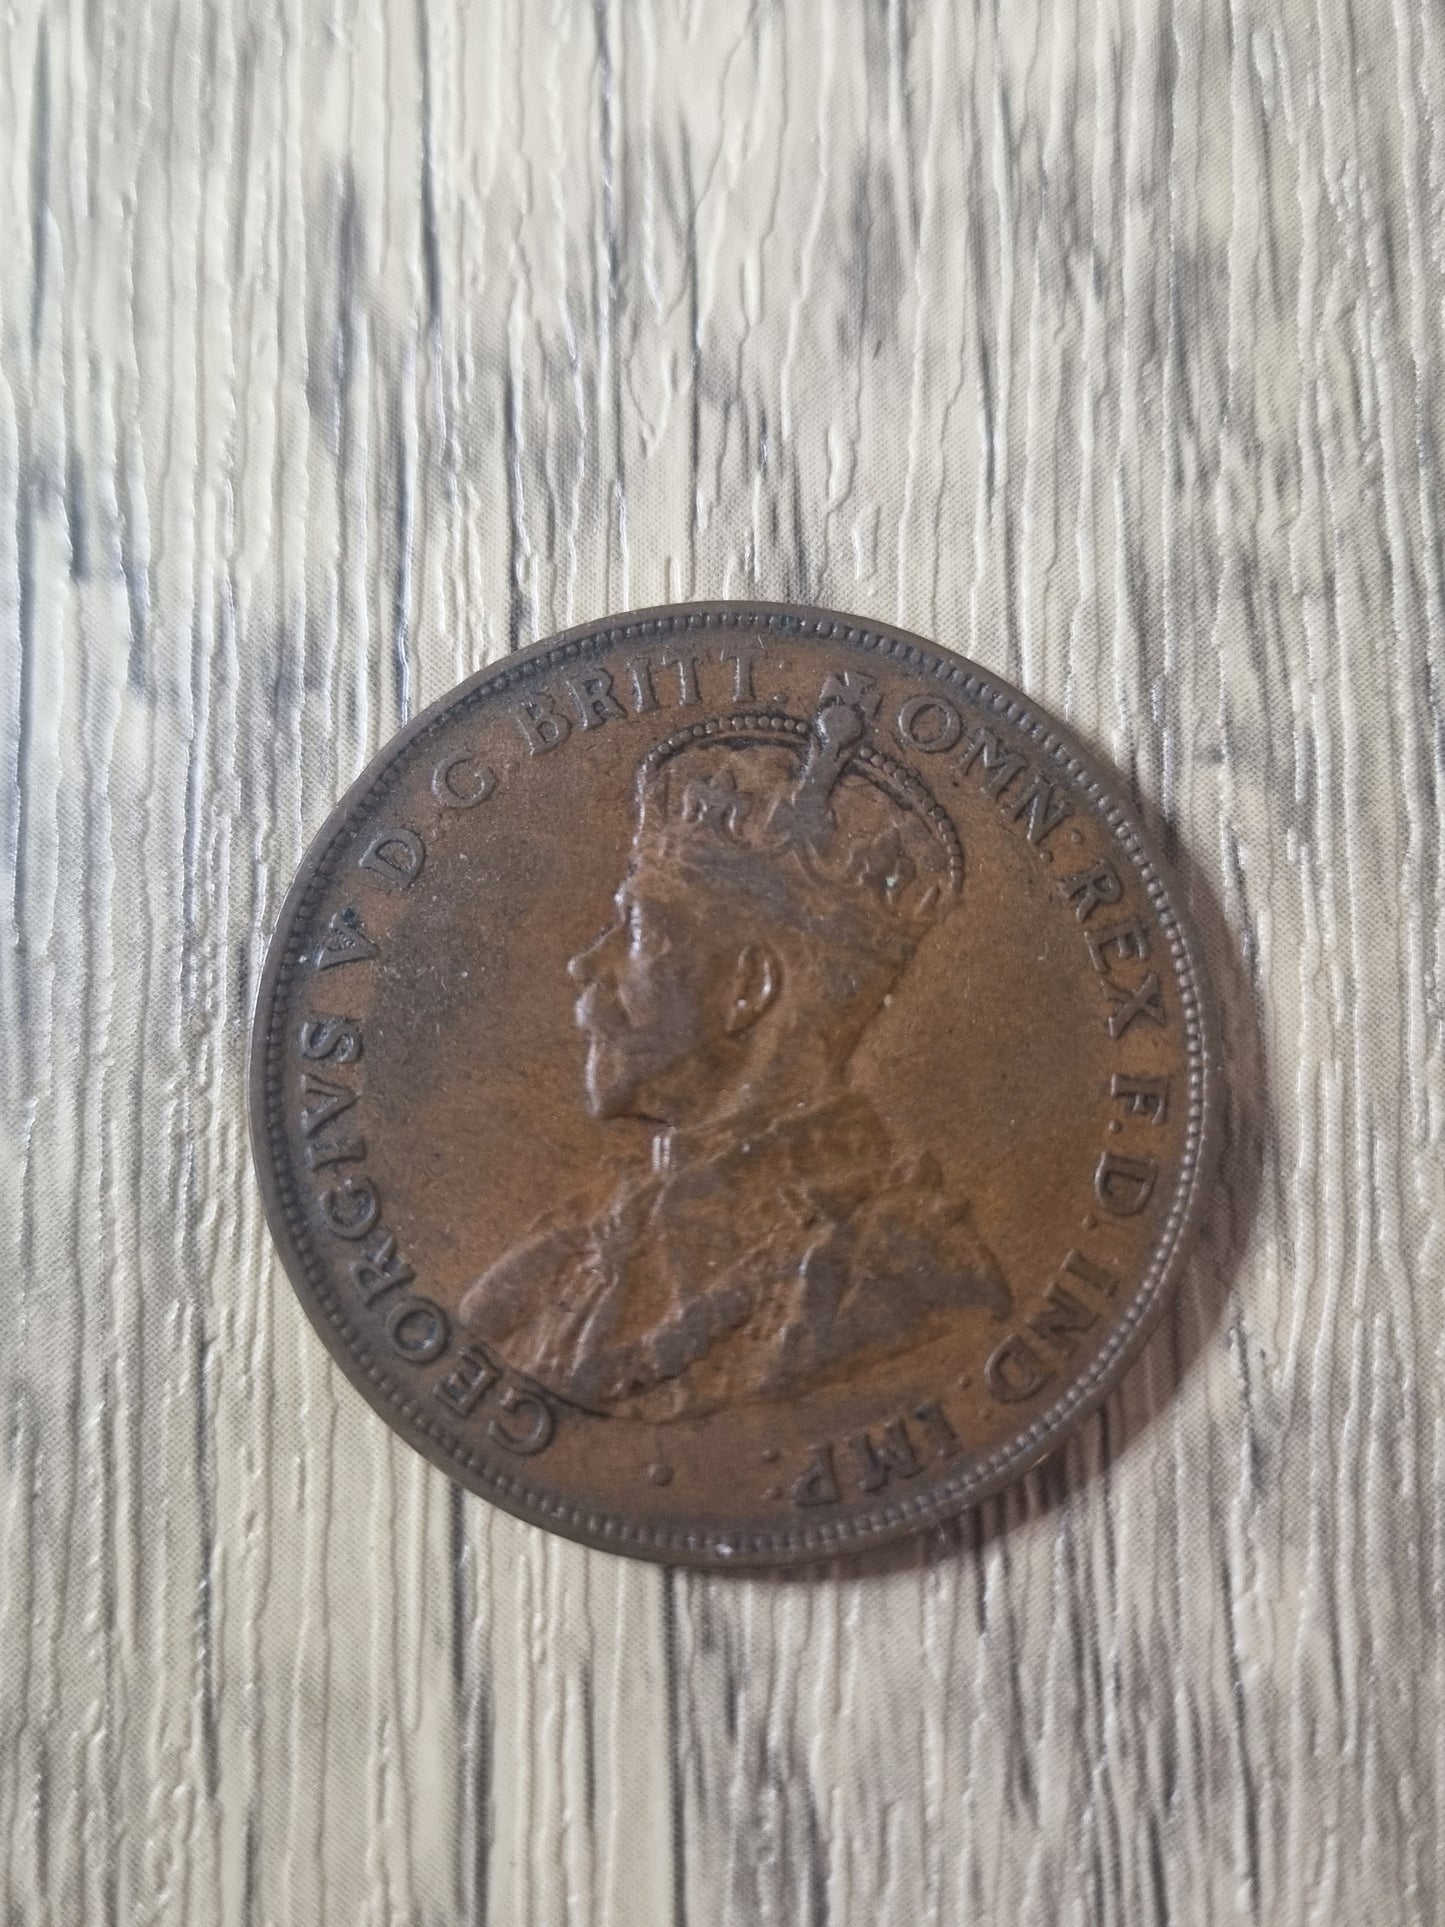 GEORGIVS V D.G.BRITT: OMN: REX F.D. IND: IMP: